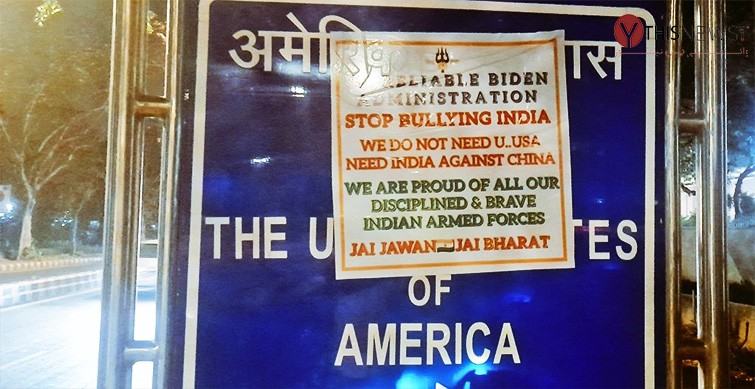 अमेरि ास
RELIABLE BIDEN
ADMINISTRATION
STOP BULLYING INDIA
WE DO NOT NEED U..USA
NEED INDIA AGAINST CHINA
WE ARE PROUD OF ALL OUR
DISCIPLINED & BRAVE
INDIAN ARMED FORCES
JAI JAWAN JAI BHARAT
THE U TES
OF
AMERICA